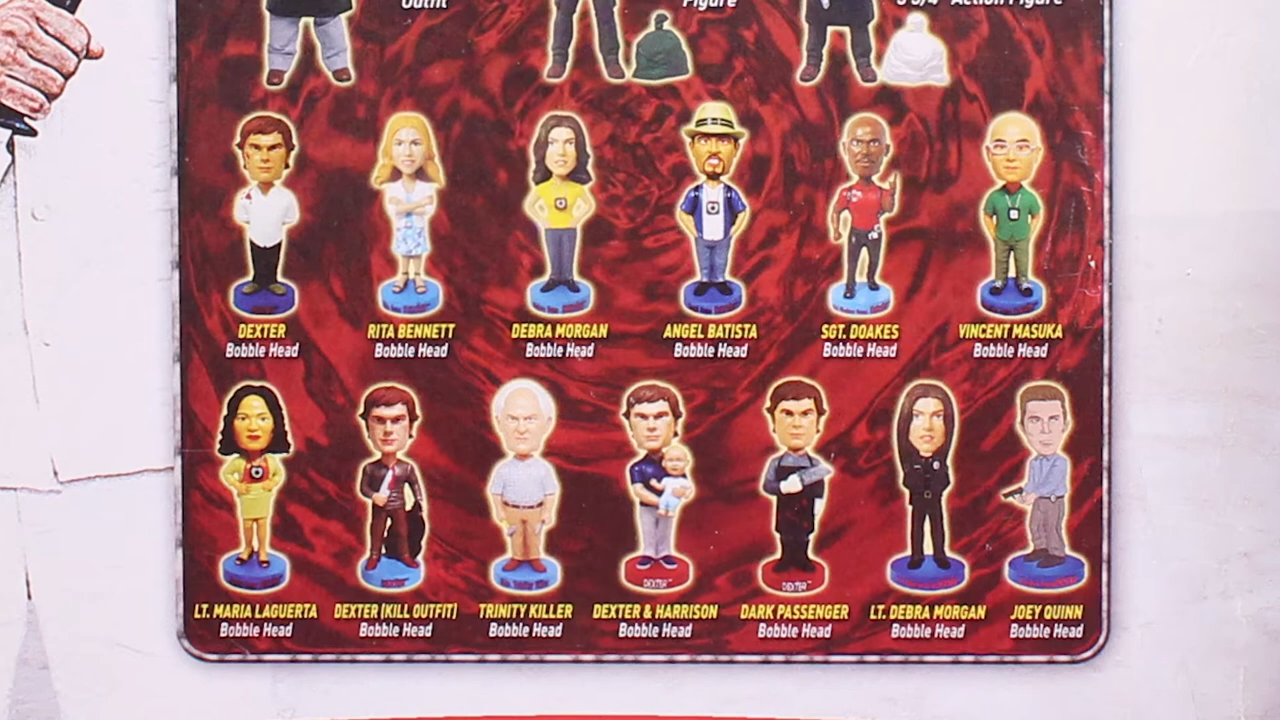 Outfit
Figure
3 3/4" Action Figure
DEXTER
Bobble Head
RITA BENNETT
Bobble Head
DEBRA MORGAN
Bobble Head
ANGEL BATISTA
Bobble Head
SGT. DOAKES
Bobble Head
VINCENT MASUKA
Bobble Head
DEXTER™
DEXTER™
LT. MARIA LAGUERTA
Bobble Head
DEXTER (KILL OUTFIT)
Bobble Head
TRINITY KILLER
Bobble Head
DEXTER & HARRISON
Bobble Head
DARK PASSENGER
Bobble Head
LT. DEBRA MORGAN
Bobble Head
JOEY QUINN
Bobble Head